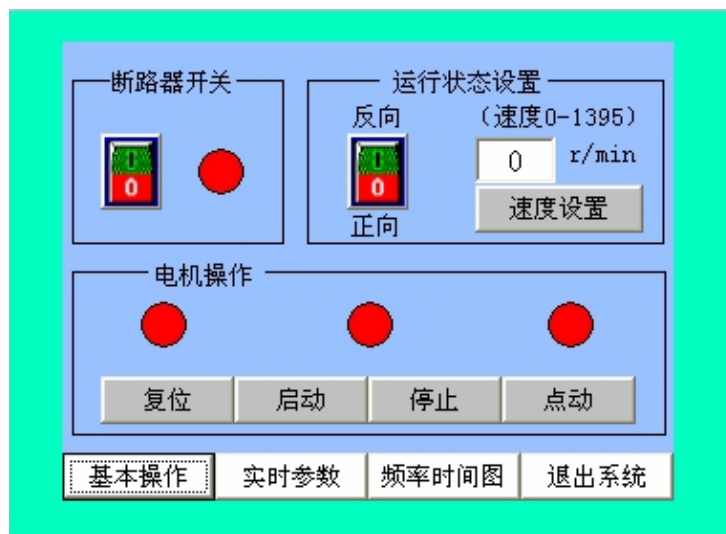 断路器开关
I
0
运行状态设置
反向
I
0
正向
(速度0-1395)
0 r/min
速度设置
电机操作
复位 启动 停止 点动
基本操作 实时参数 频率时间图 退出系统